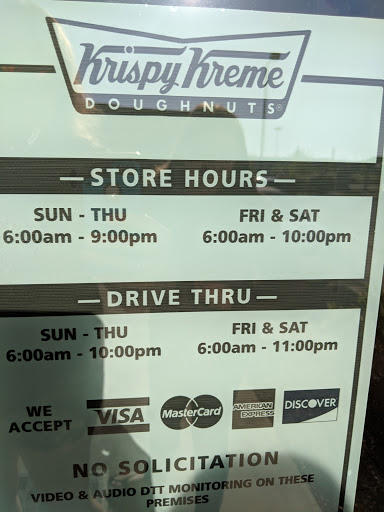 Krispy Kreme
DOUGHNUTS®
— STORE HOURS —
SUN - THU
6:00am - 9:00pm
FRI & SAT
6:00am - 10:00pm
— DRIVE THRU —
SUN - THU
6:00am - 10:00pm
FRI & SAT
6:00am - 11:00pm
WE
ACCEPT
VISA
MasterCard
AMERICAN
EXPRESS
DISCOVER
NO SOLICITATION
VIDEO & AUDIO DTT MONITORING ON THESE
PREMISES